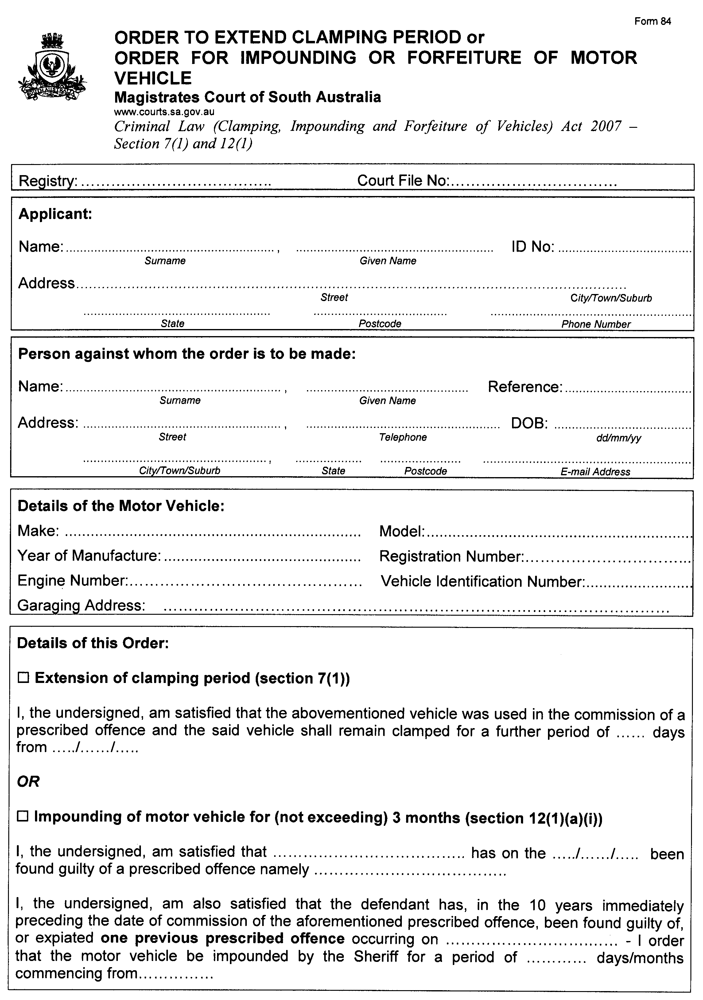 Form 84
ORDER TO EXTEND CLAMPING PERIOD or
ORDER FOR IMPOUNDING OR FORFEITURE OF MOTOR
VEHICLE
Magistrates Court of South Australia
www.courts.sa.gov.au
Criminal Law (Clamping, Impounding and Forfeiture of Vehicles) Act 2007 –
Section 7(1) and 12(1)
SOUTH AUSTRALIA
Registry: ..................................... Court File No:.................................
Applicant:
Name:.........................................................., ....................................................... ID No: .....................................
Surname Given Name
Address.............................................................................................................
Street City/Town/Suburb
.................................................... ..................................... ........................................................
State Postcode Phone Number
Person against whom the order is to be made:
Name:............................................................, ............................................. Reference:...................................
Surname Given Name
Address: ......................................................., ...................................................... DOB: ......................................
Street Telephone dd/mm/yy
..................................................., .................. ...................... ..........................................................
City/Town/Suburb State Postcode E-mail Address
Details of the Motor Vehicle:
Make: .................................................................... Model:..............................................................
Year of Manufacture:............................................. Registration Number:.................................
Engine Number:.............................................. Vehicle Identification Number:........................
Garaging Address: ....................................................................................................
Details of this Order:
☐ Extension of clamping period (section 7(1))
I, the undersigned, am satisfied that the abovementioned vehicle was used in the commission of a
prescribed offence and the said vehicle shall remain clamped for a further period of ...... days
from ...../....../.....
OR
☐ Impounding of motor vehicle for (not exceeding) 3 months (section 12(1)(a)(i))
I, the undersigned, am satisfied that ...................................... has on the ...../....../..... been
found guilty of a prescribed offence namely ......................................
I, the undersigned, am also satisfied that the defendant has, in the 10 years immediately
preceding the date of commission of the aforementioned prescribed offence, been found guilty of,
or expiated one previous prescribed offence occurring on .................................. - I order
that the motor vehicle be impounded by the Sheriff for a period of ............ days/months
commencing from...............